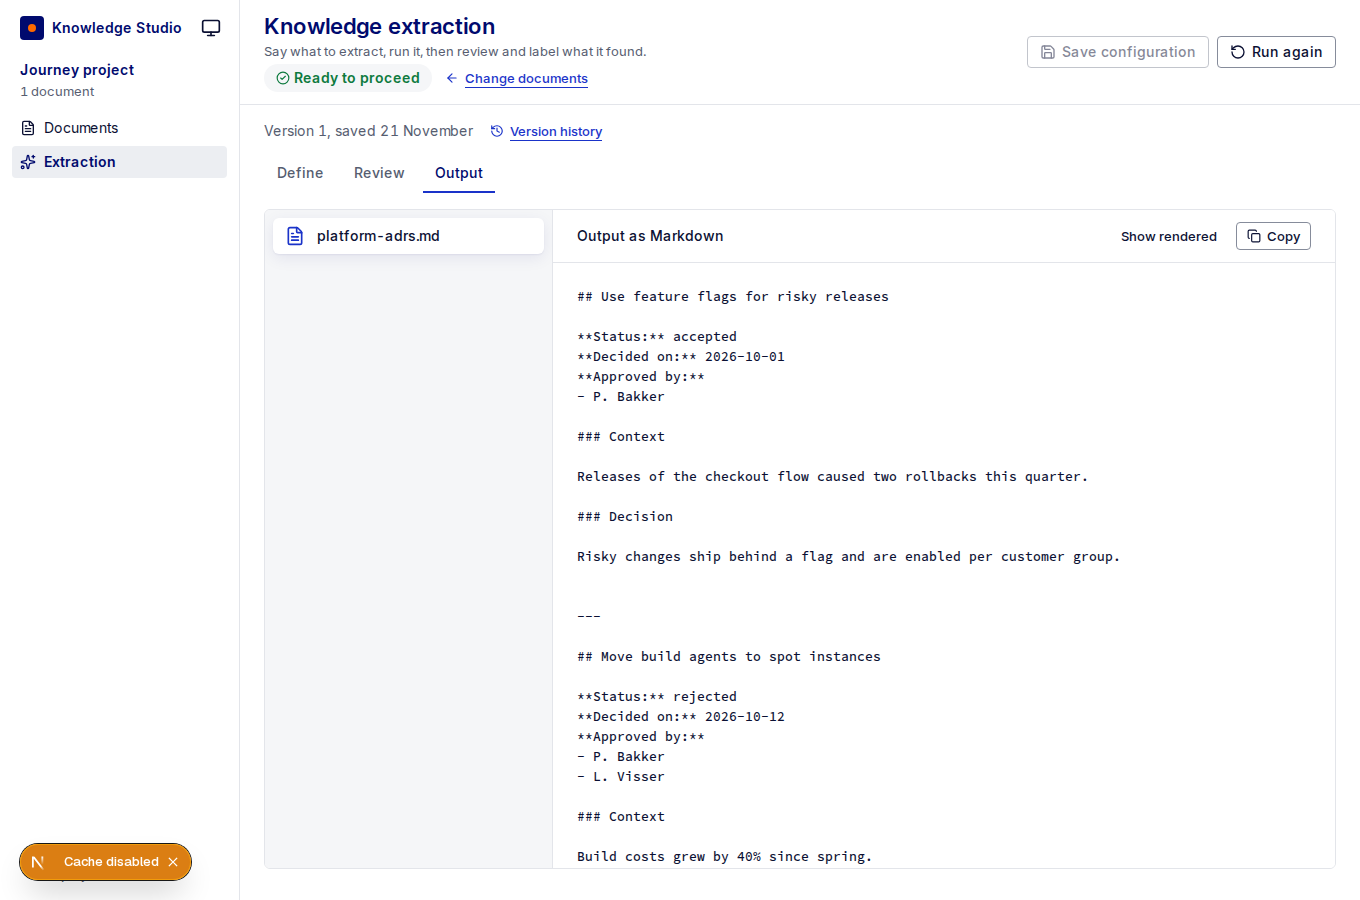 Knowledge Studio
Journey project
1 document
Documents
Extraction
Cache disabled
Knowledge extraction
Say what to extract, run it, then review and label what it found.
Ready to proceed
Change documents
Save configuration
Run again
Version 1, saved 21 November
Version history
Define
Review
Output
platform-adrs.md
Output as Markdown
Show rendered
Copy
## Use feature flags for risky releases
**Status:** accepted
**Decided on:** 2026-10-01
**Approved by:**
- P. Bakker
### Context
Releases of the checkout flow caused two rollbacks this quarter.
### Decision
Risky changes ship behind a flag and are enabled per customer group.
---
## Move build agents to spot instances
**Status:** rejected
**Decided on:** 2026-10-12
**Approved by:**
- P. Bakker
- L. Visser
### Context
Build costs grew by 40% since spring.